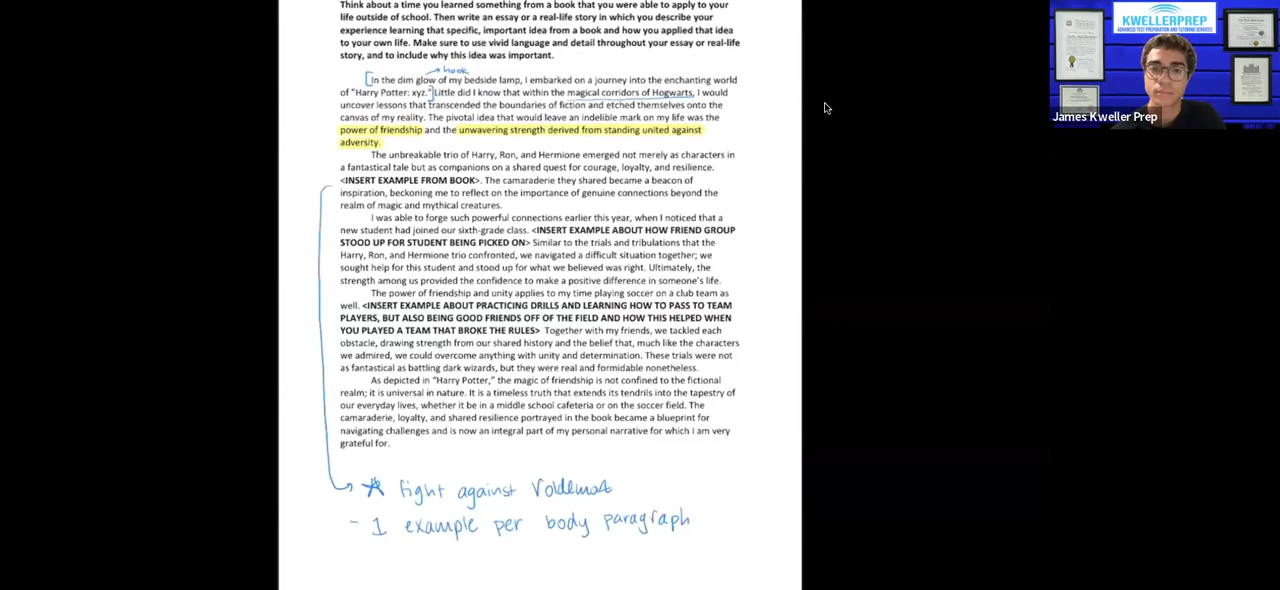 Think about a time you learned something from a book that you were able to apply to your
life outside of school. Then write an essay or a real-life story in which you describe your
experience learning that specific, important idea from a book and how you applied that idea
to your own life. Make sure to use vivid language and detail throughout your essay or real-life
story, and to include why this idea was important.
hook
In the dim glow of my bedside lamp, I embarked on a journey into the enchanting world
of "Harry Potter: xyz." Little did I know that within the magical corridors of Hogwarts, I would
uncover lessons that transcended the boundaries of fiction and etched themselves onto the
canvas of my reality. The pivotal idea that would leave an indelible mark on my life was the
power of friendship and the unwavering strength derived from standing united against
adversity.
The unbreakable trio of Harry, Ron, and Hermione emerged not merely as characters in
a fantastical tale but as companions on a shared quest for courage, loyalty, and resilience.
<INSERT EXAMPLE FROM BOOK>. The camaraderie they shared became a beacon of
inspiration, beckoning me to reflect on the importance of genuine connections beyond the
realm of magic and mythical creatures.
I was able to forge such powerful connections earlier this year, when I noticed that a
new student had joined our sixth-grade class. <INSERT EXAMPLE ABOUT HOW FRIEND GROUP
STOOD UP FOR STUDENT BEING PICKED ON> Similar to the trials and tribulations that the
Harry, Ron, and Hermione trio confronted, we navigated a difficult situation together; we
sought help for this student and stood up for what we believed was right. Ultimately, the
strength among us provided the confidence to make a positive difference in someone's life.
The power of friendship and unity applies to my time playing soccer on a club team as
well. <INSERT EXAMPLE ABOUT PRACTICING DRILLS AND LEARNING HOW TO PASS TO TEAM
PLAYERS, BUT ALSO BEING GOOD FRIENDS OFF OF THE FIELD AND HOW THIS HELPED WHEN
YOU PLAYED A TEAM THAT BROKE THE RULES> Together with my friends, we tackled each
obstacle, drawing strength from our shared history and the belief that, much like the characters
we admired, we could overcome anything with unity and determination. These trials were not
as fantastical as battling dark wizards, but they were real and formidable nonetheless.
As depicted in "Harry Potter," the magic of friendship is not confined to the fictional
realm; it is universal in nature. It is a timeless truth that extends its tendrils into the tapestry of
our everyday lives, whether it be in a middle school cafeteria or on the soccer field. The
camaraderie, loyalty, and shared resilience portrayed in the book became a blueprint for
navigating challenges and is now an integral part of my personal narrative for which I am very
grateful for.
fight against Voldemort
- 1 example per body paragraph
KWELLERPREP
ADVANCED TEST PREPARATION AND TUTORING SERVICES
James Kweller Prep